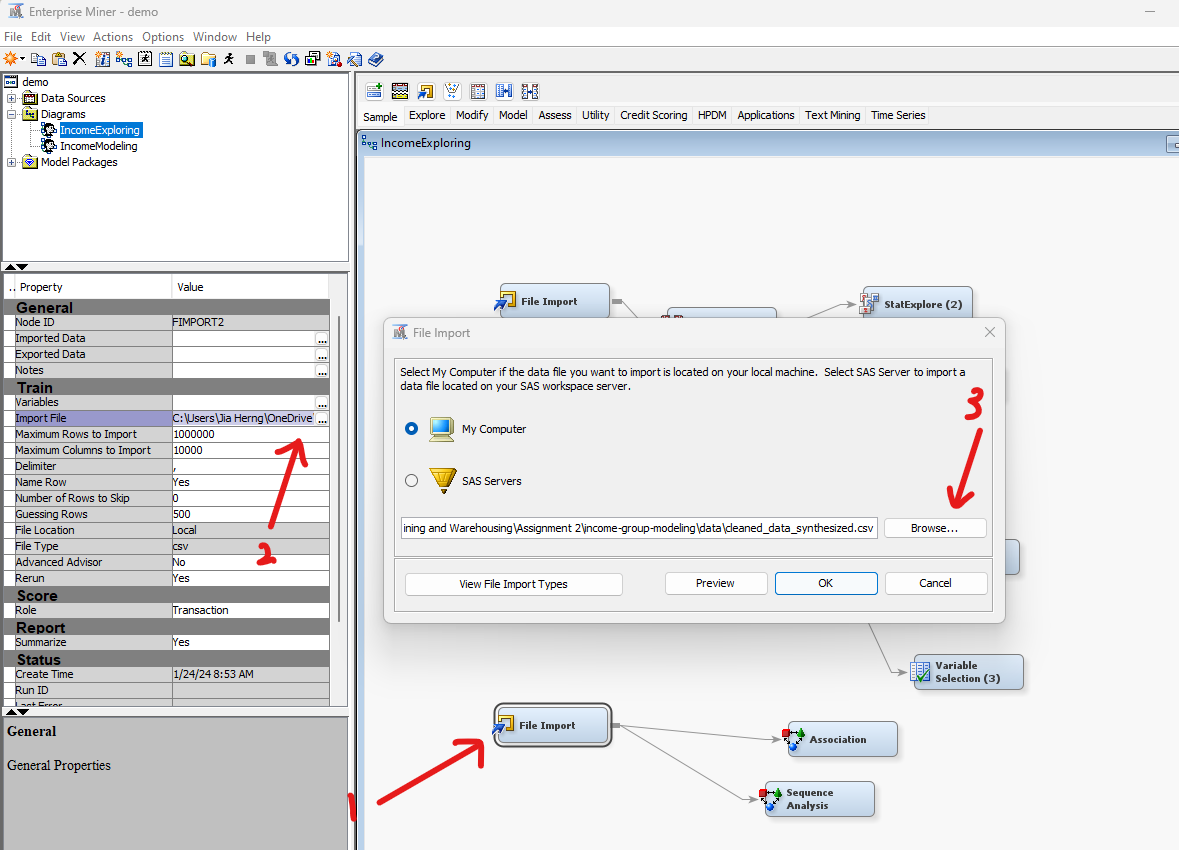 Enterprise Miner - demo
File Edit View Actions Options Window Help
demo
Data Sources
Diagrams
IncomeExploring
IncomeModeling
Model Packages
.. Property Value
General
Node ID FIMPORT2
Imported Data ...
Exported Data ...
Notes ...
Train
Variables ...
Import File C:\Users\Jia Herng\OneDrive ...
Maximum Rows to Import 1000000
Maximum Columns to Import 10000
Delimiter ,
Name Row Yes
Number of Rows to Skip 0
Guessing Rows 500
File Location Local
File Type csv
Advanced Advisor No
Rerun Yes
Score
Role Transaction
Report
Summarize Yes
Status
Create Time 1/24/24 8:53 AM
Run ID
Last Error
General
General Properties
Sample Explore Modify Model Assess Utility Credit Scoring HPDM Applications Text Mining Time Series
IncomeExploring
File Import
StatExplore (2)
File Import
Select My Computer if the data file you want to import is located on your local machine. Select SAS Server to import a
data file located on your SAS workspace server.
My Computer
SAS Servers
ining and Warehousing\Assignment 2\income-group-modeling\data\cleaned_data_synthesized.csv
Browse...
View File Import Types Preview OK Cancel
Variable
Selection (3)
File Import
Association
Sequence
Analysis
1
2
3